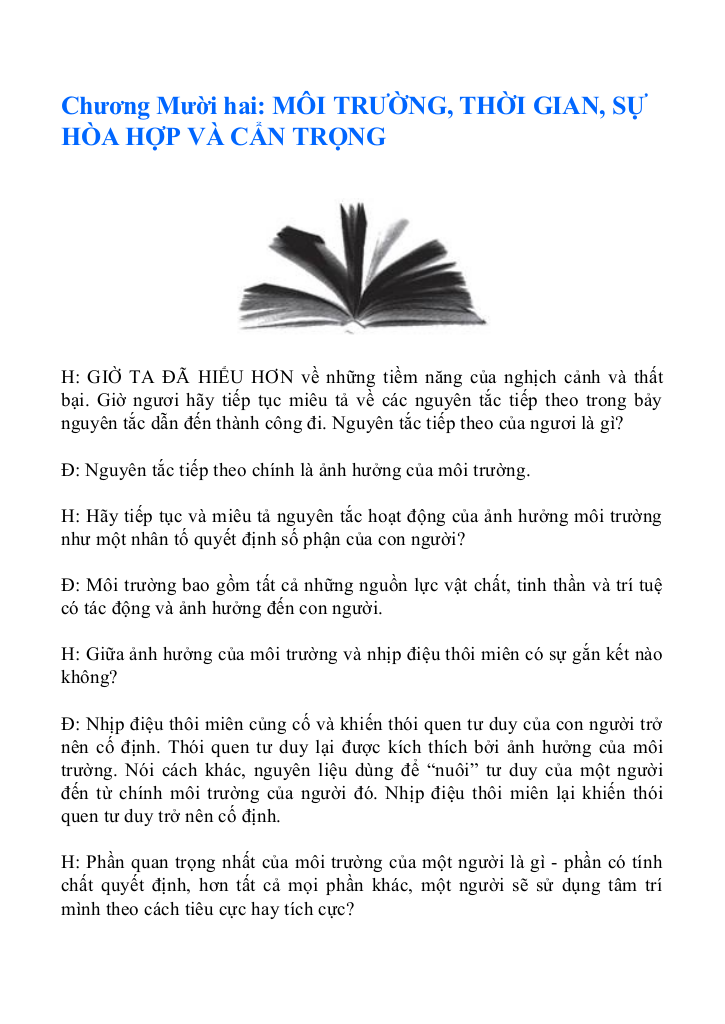 Chương Mười hai: MÔI TRƯỜNG, THỜI GIAN, SỰ
HÒA HỢP VÀ CẨN TRỌNG
H: GIỜ TA ĐÃ HIỂU HƠN về những tiềm năng của nghịch cảnh và thất
bại. Giờ ngươi hãy tiếp tục miêu tả về các nguyên tắc tiếp theo trong bảy
nguyên tắc dẫn đến thành công đi. Nguyên tắc tiếp theo của ngươi là gì?
Đ: Nguyên tắc tiếp theo chính là ảnh hưởng của môi trường.
H: Hãy tiếp tục và miêu tả nguyên tắc hoạt động của ảnh hưởng môi trường
như một nhân tố quyết định số phận của con người?
Đ: Môi trường bao gồm tất cả những nguồn lực vật chất, tinh thần và trí tuệ
có tác động và ảnh hưởng đến con người.
H: Giữa ảnh hưởng của môi trường và nhịp điệu thôi miên có sự gắn kết nào
không?
Đ: Nhịp điệu thôi miên củng cố và khiến thói quen tư duy của con người trở
nên cố định. Thói quen tư duy lại được kích thích bởi ảnh hưởng của môi
trường. Nói cách khác, nguyên liệu dùng để “nuôi” tư duy của một người
đến từ chính môi trường của người đó. Nhịp điệu thôi miên lại khiến thói
quen tư duy trở nên cố định.
H: Phần quan trọng nhất của môi trường của một người là gì - phần có tính
chất quyết định, hơn tất cả mọi phần khác, một người sẽ sử dụng tâm trí
mình theo cách tiêu cực hay tích cực?